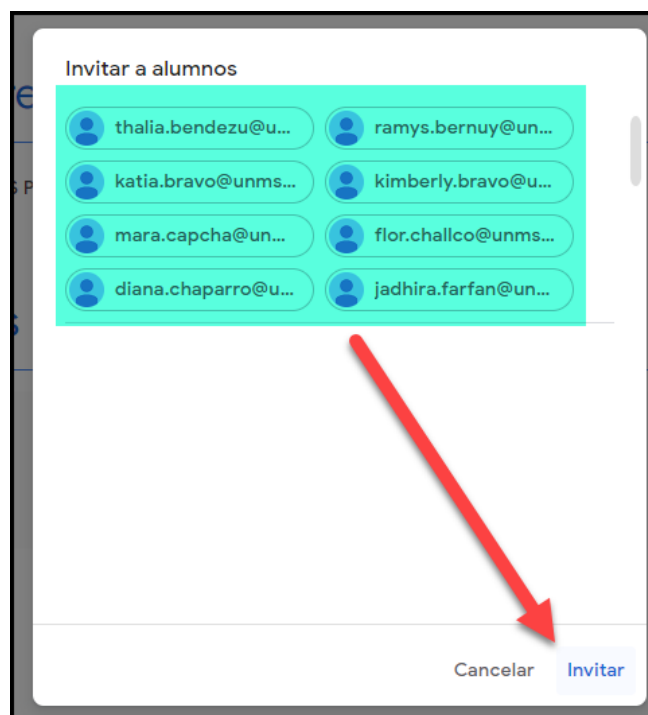 Invitar a alumnos
thalia.bendezu@u... ramys.bernuy@un...
katia.bravo@unms... kimberly.bravo@u...
mara.capcha@un... flor.challco@unms...
diana.chaparro@u... jadhira.farfan@un...
Cancelar Invitar